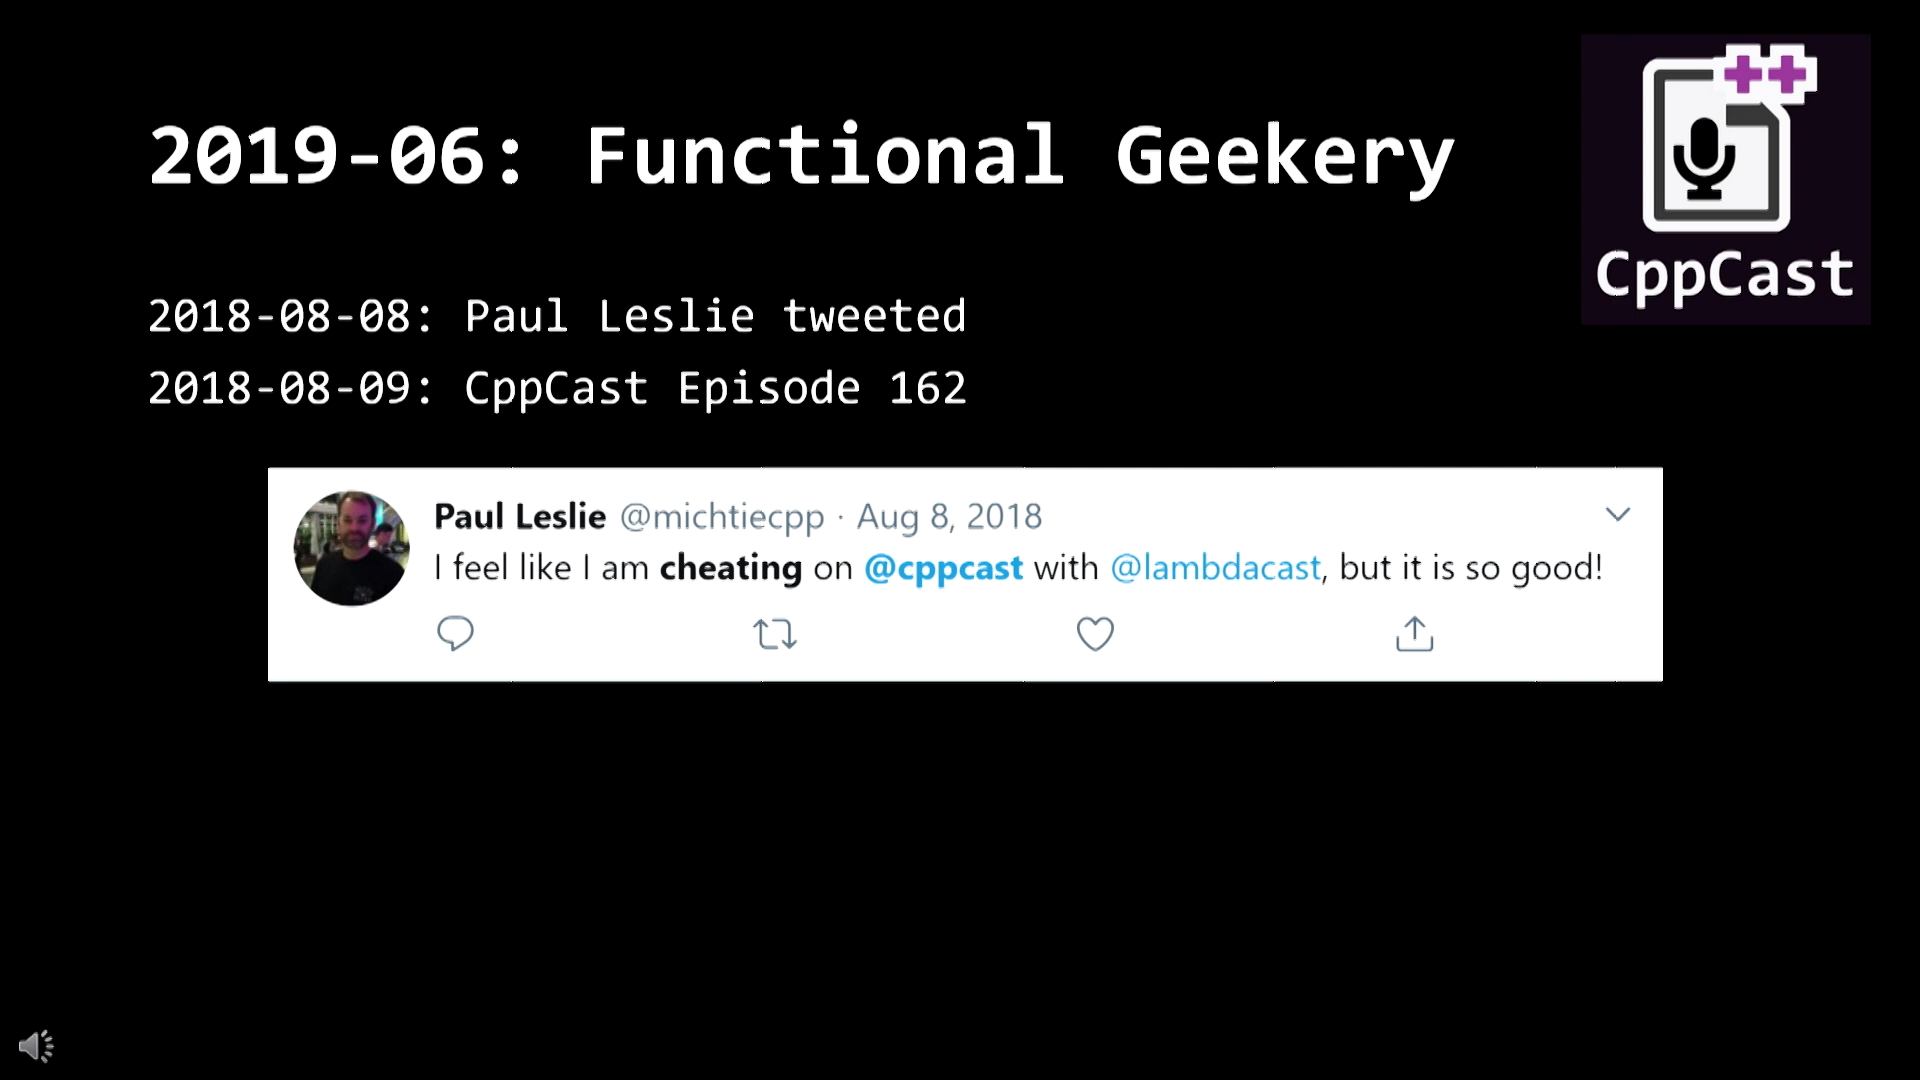 2019-06: Functional Geekery
CppCast
2018-08-08: Paul Leslie tweeted
2018-08-09: CppCast Episode 162
Paul Leslie @michtiecpp · Aug 8, 2018
I feel like I am cheating on @cppcast with @lambdacast, but it is so good!